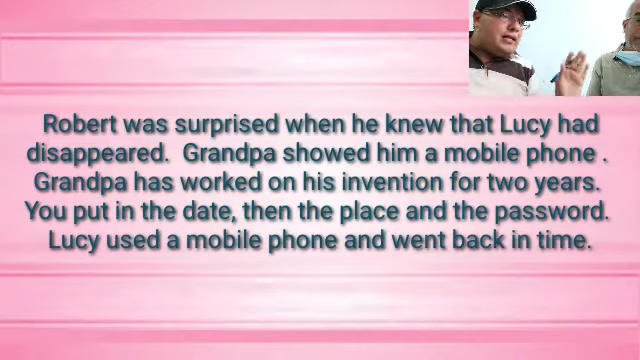 Robert was surprised when he knew that Lucy had
disappeared. Grandpa showed him a mobile phone .
Grandpa has worked on his invention for two years.
You put in the date, then the place and the password.
Lucy used a mobile phone and went back in time.